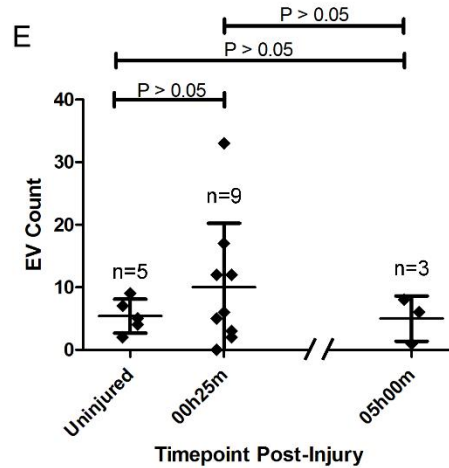 E
P > 0.05
P > 0.05
P > 0.05
40
30
20
10
0
EV Count
n=5
n=9
n=3
Uninjured
00h25m
05h00m
Timepoint Post-Injury